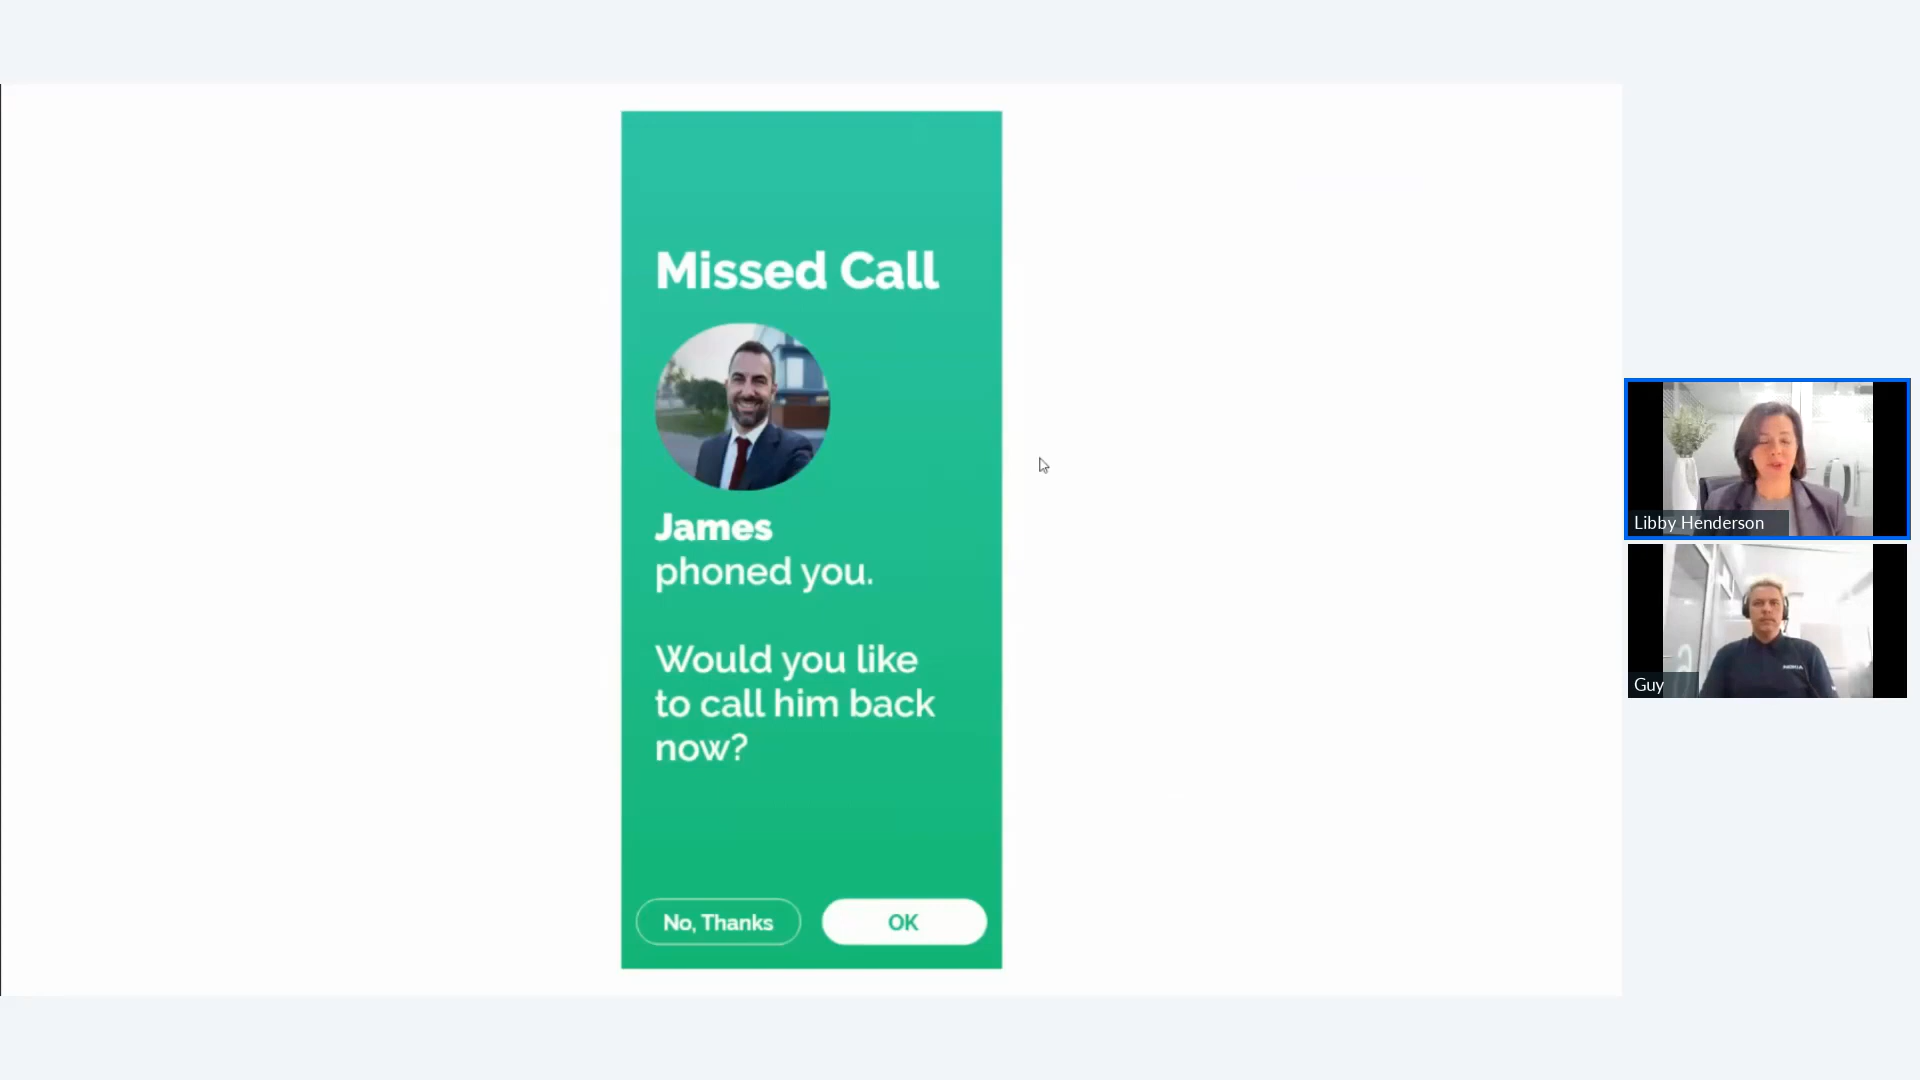 Missed Call
James
phoned you.
Would you like
to call him back
now?
No, Thanks
OK
Libby Henderson
NOKIA
Guy